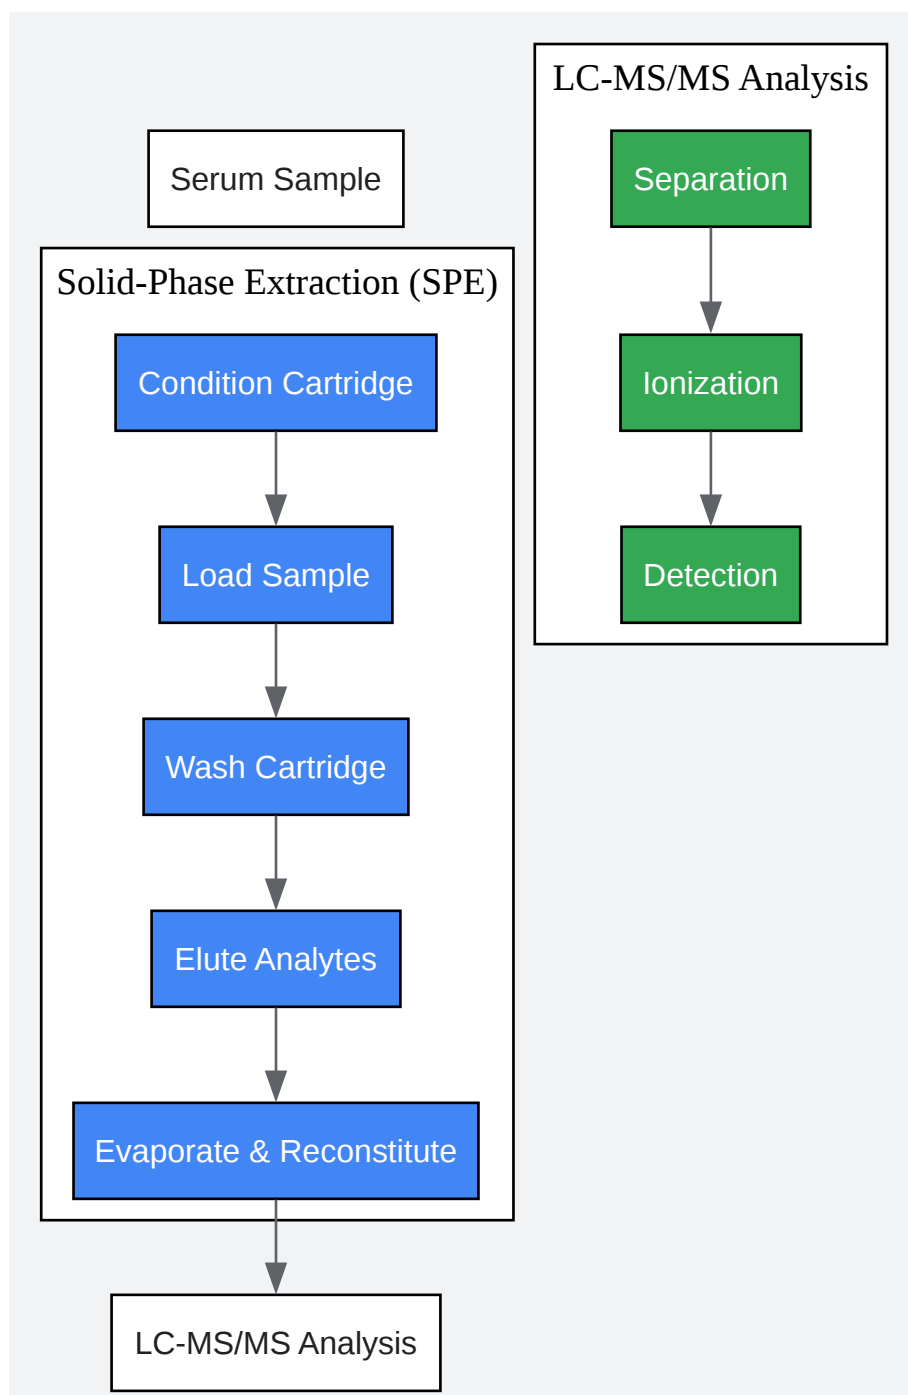 Serum Sample
Solid-Phase Extraction (SPE)
Condition Cartridge
Load Sample
Wash Cartridge
Elute Analytes
Evaporate & Reconstitute
LC-MS/MS Analysis
LC-MS/MS Analysis
Separation
Ionization
Detection